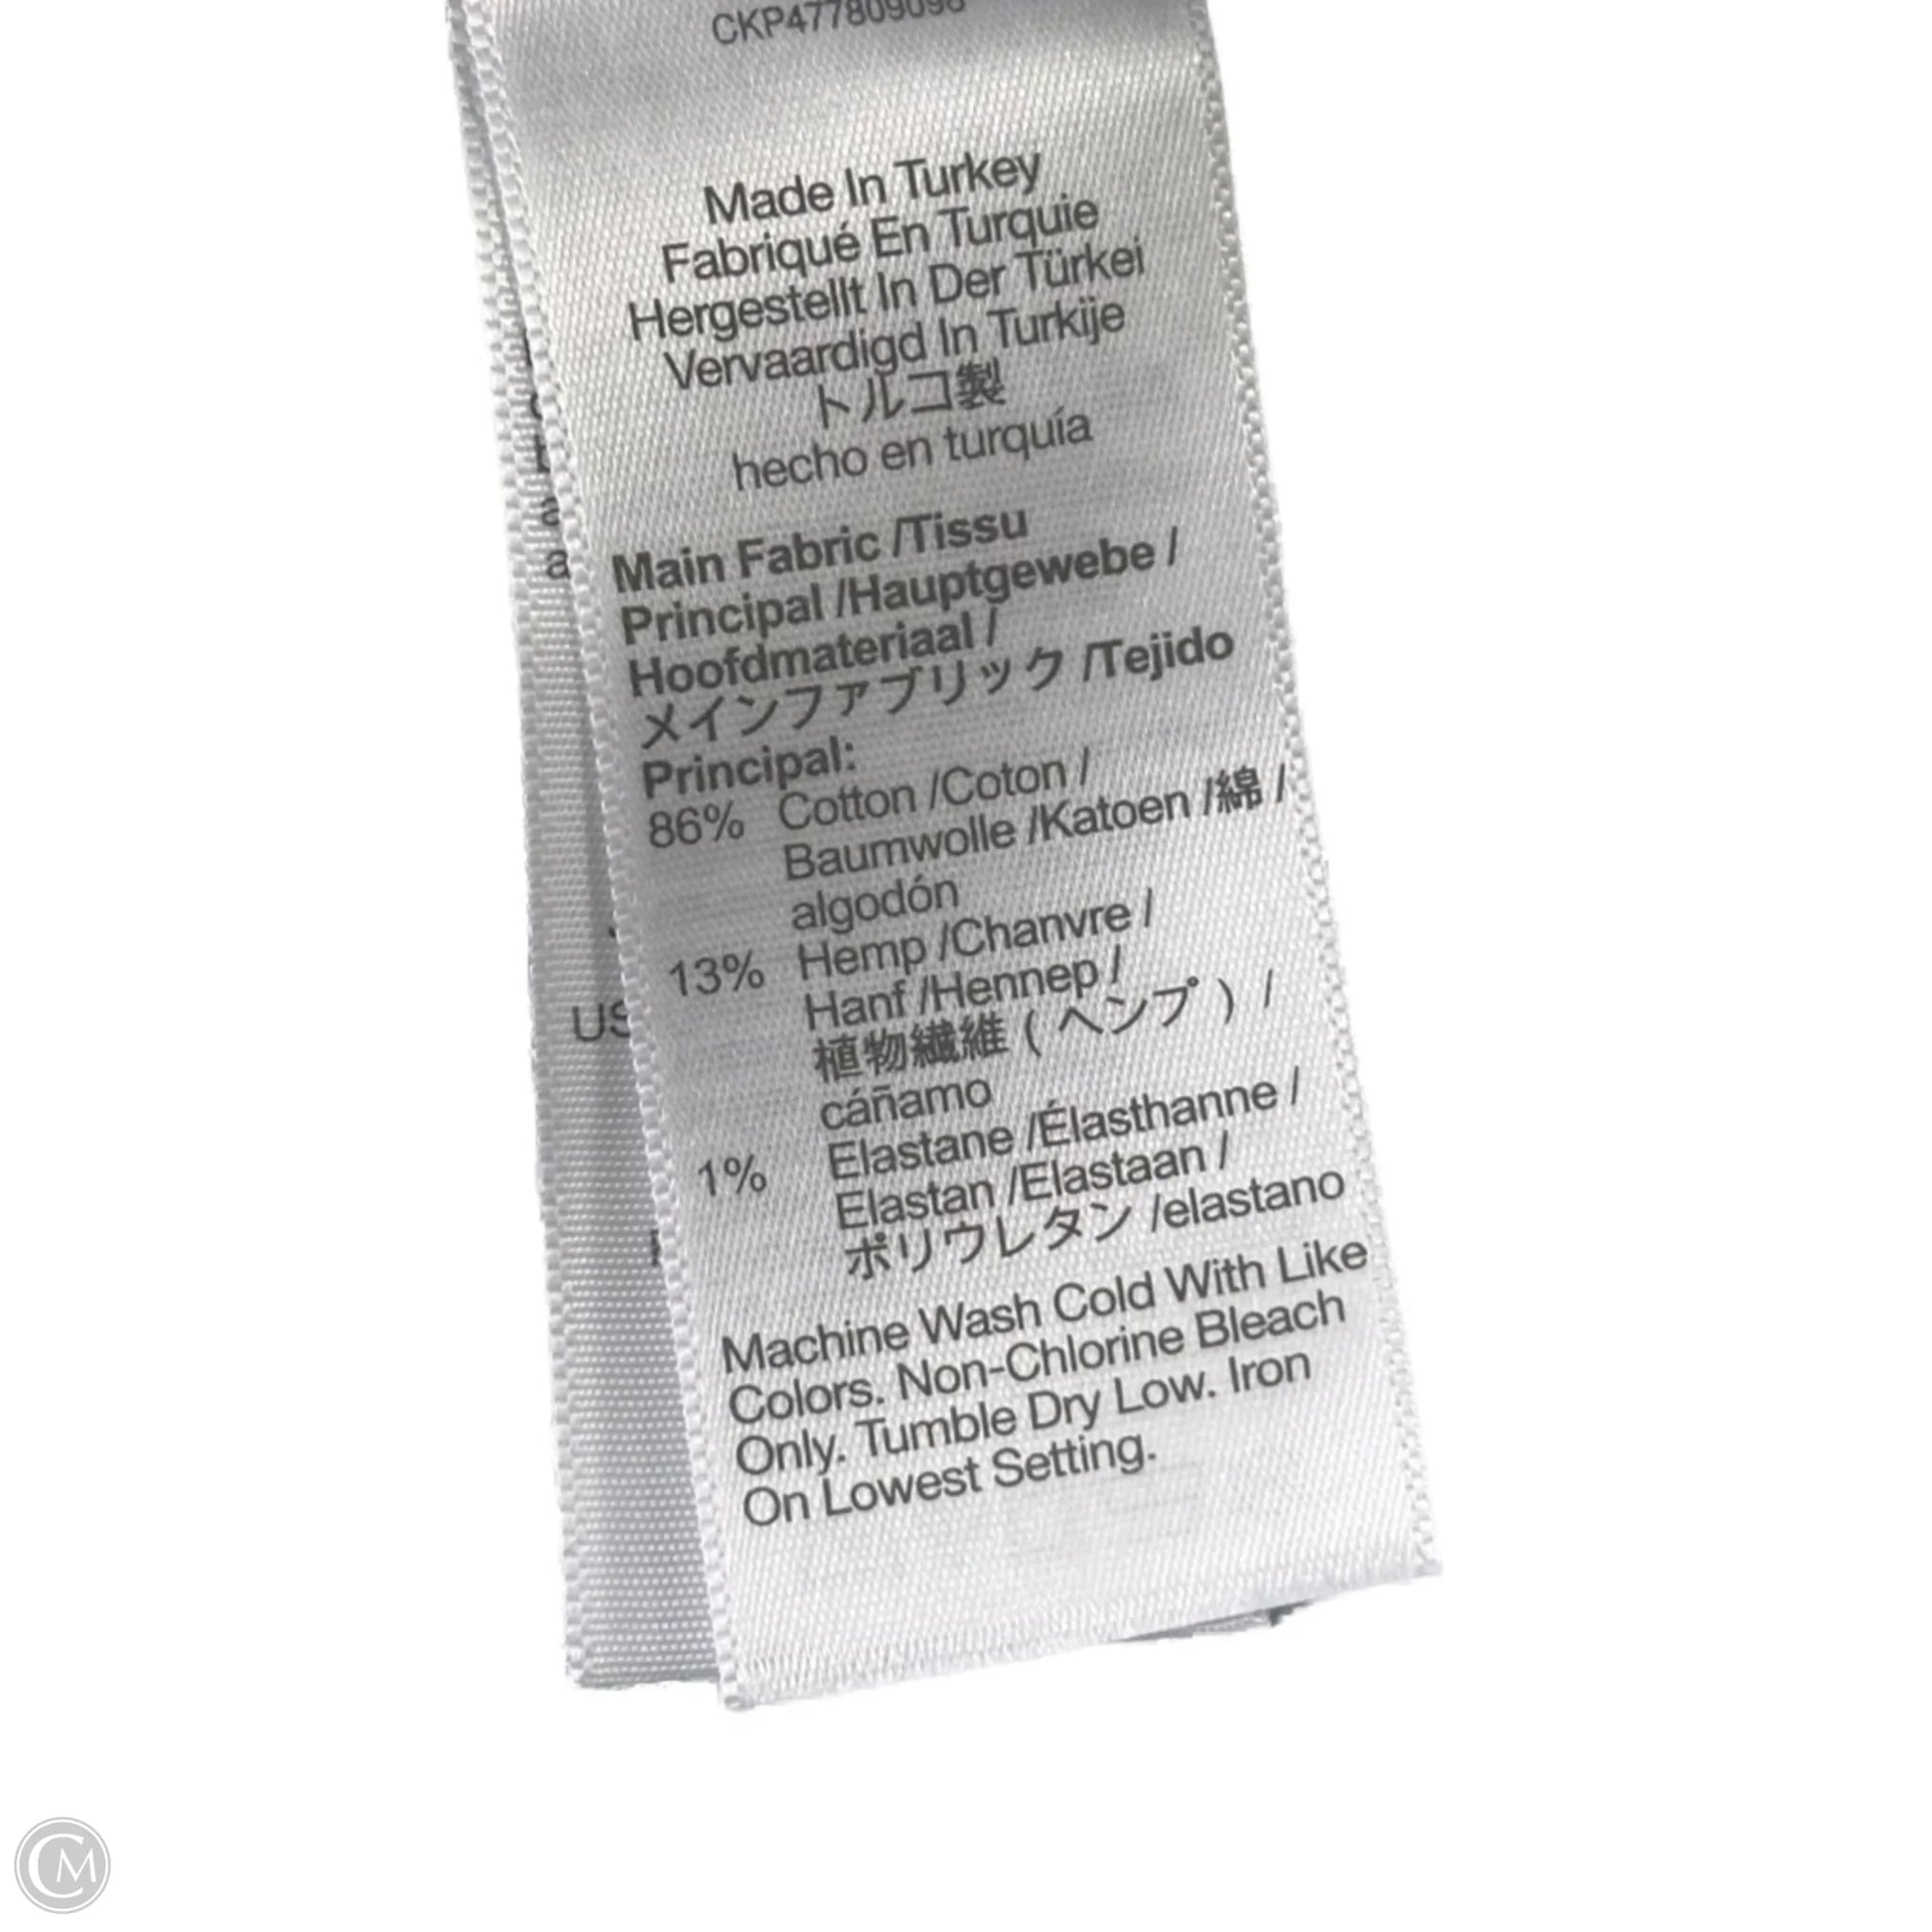 CKP477809098
Made In Turkey
Fabriqué En Turquie
Hergestellt In Der Türkei
Vervaardigd In Turkije
トルコ製
hecho en turquía
Main Fabric /Tissu
Principal /Hauptgewebe /
Hoofdmateriaal /
メインファブリック /Tejido
Principal:
86% Cotton /Coton /
Baumwolle /Katoen /綿 /
algodón
13% Hemp /Chanvre /
Hanf /Hennep /
植物繊維 ( ヘンプ ) /
cáñamo
1% Elastane /Élasthanne /
Elastan /Elastaan /
ポリウレタン /elastano
Machine Wash Cold With Like
Colors. Non-Chlorine Bleach
Only. Tumble Dry Low. Iron
On Lowest Setting.
US
CM